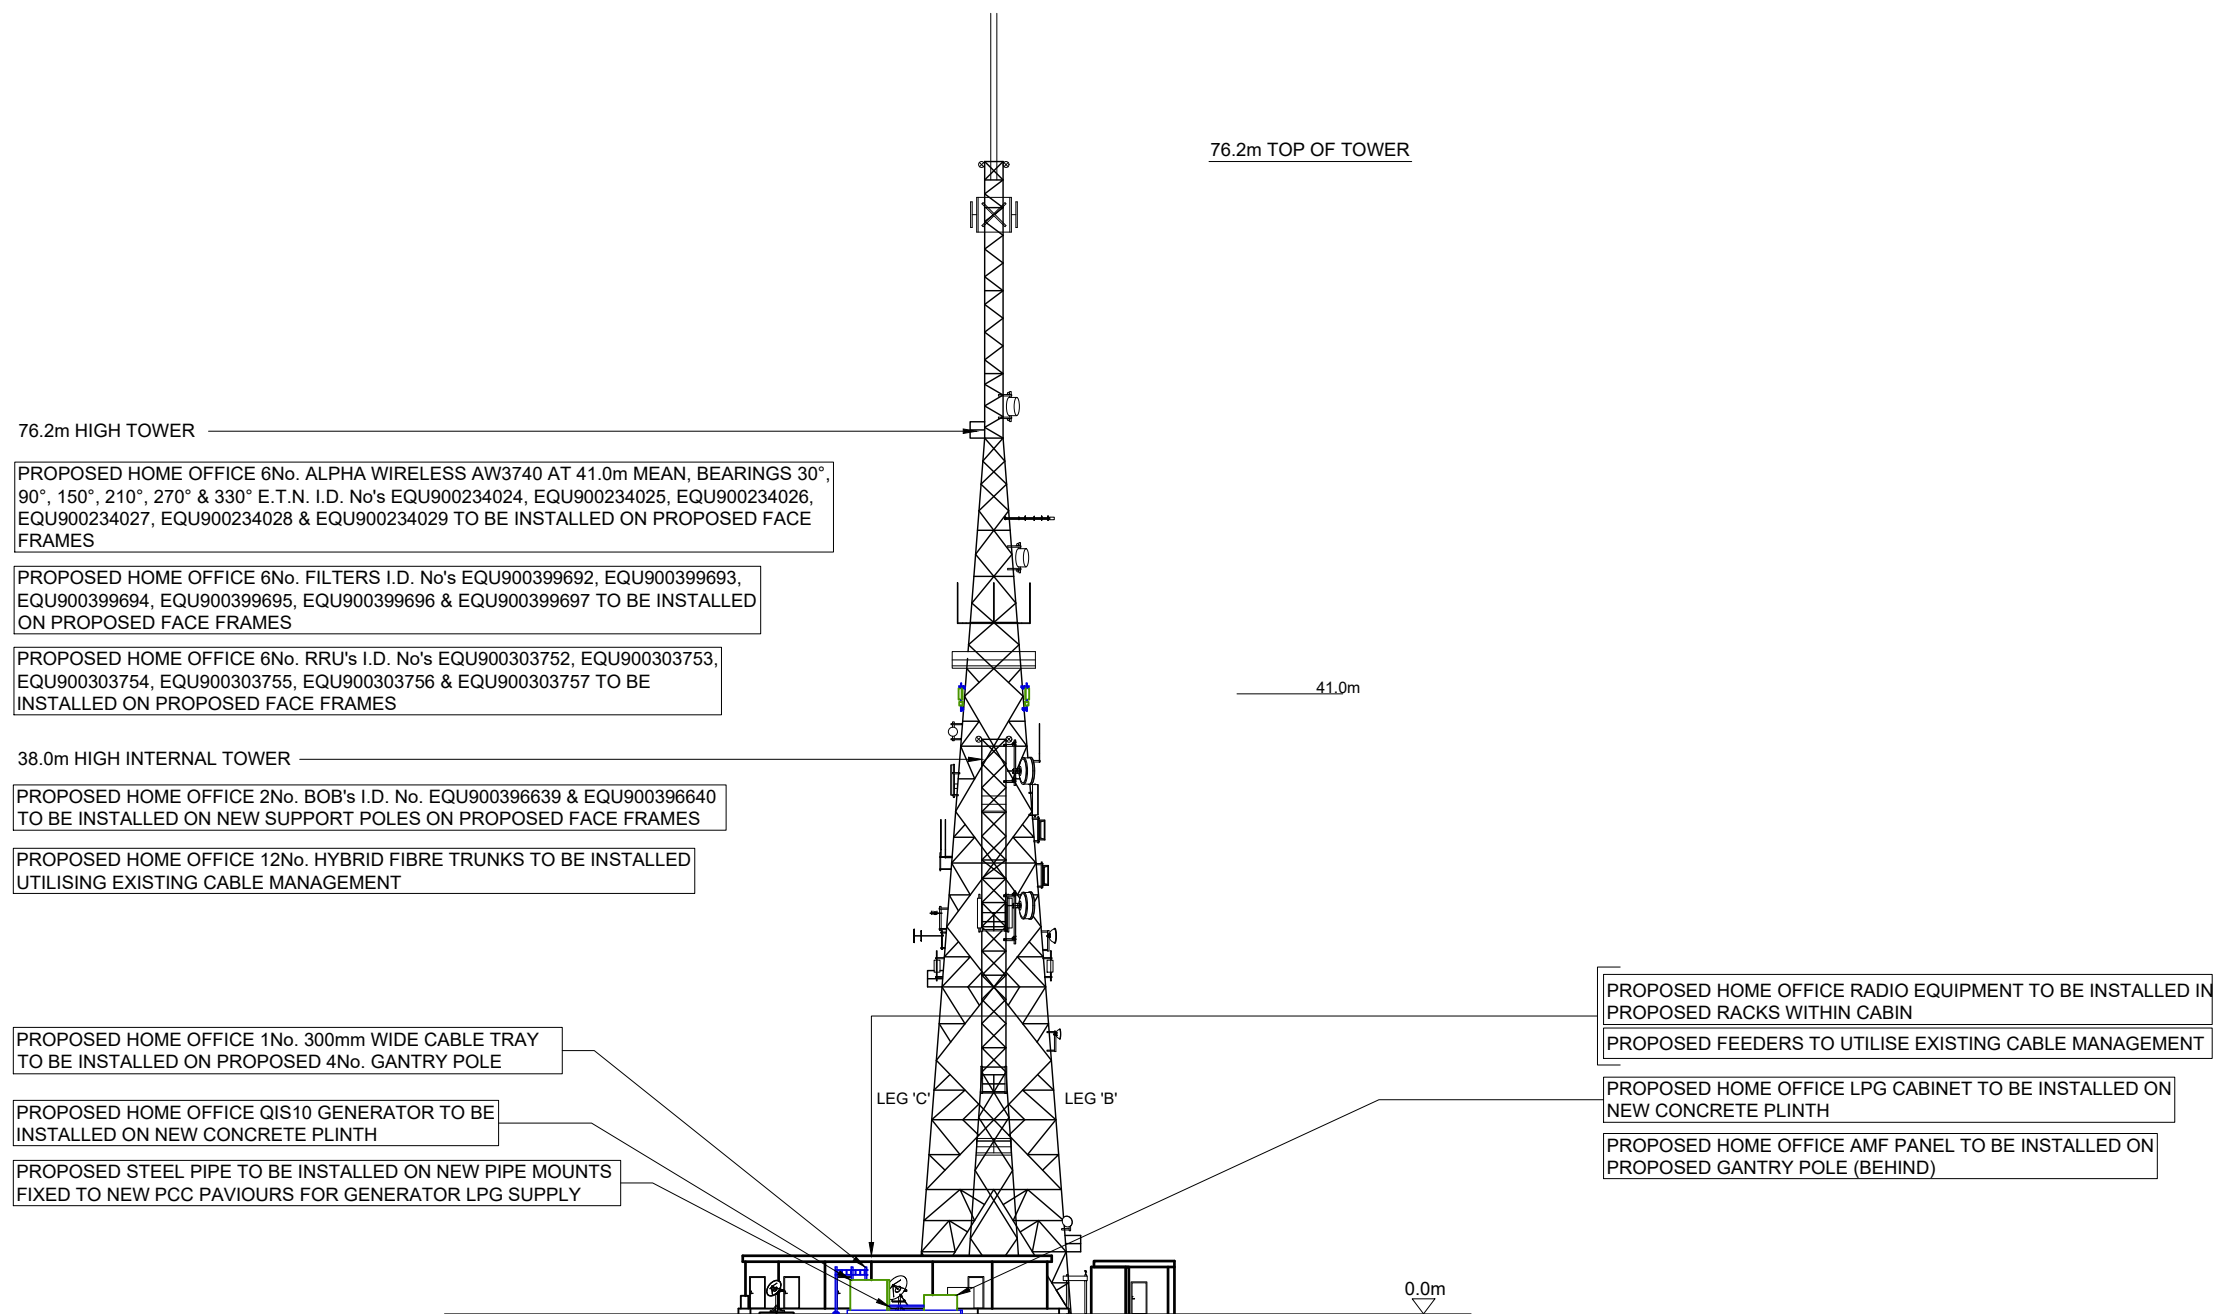 76.2m TOP OF TOWER
76.2m HIGH TOWER
PROPOSED HOME OFFICE 6No. ALPHA WIRELESS AW3740 AT 41.0m MEAN, BEARINGS 30°,
90°, 150°, 210°, 270° & 330° E.T.N. I.D. No's EQU900234024, EQU900234025, EQU900234026,
EQU900234027, EQU900234028 & EQU900234029 TO BE INSTALLED ON PROPOSED FACE
FRAMES
PROPOSED HOME OFFICE 6No. FILTERS I.D. No's EQU900399692, EQU900399693,
EQU900399694, EQU900399695, EQU900399696 & EQU900399697 TO BE INSTALLED
ON PROPOSED FACE FRAMES
PROPOSED HOME OFFICE 6No. RRU's I.D. No's EQU900303752, EQU900303753,
EQU900303754, EQU900303755, EQU900303756 & EQU900303757 TO BE
INSTALLED ON PROPOSED FACE FRAMES
41.0m
38.0m HIGH INTERNAL TOWER
PROPOSED HOME OFFICE 2No. BOB's I.D. No. EQU900396639 & EQU900396640
TO BE INSTALLED ON NEW SUPPORT POLES ON PROPOSED FACE FRAMES
PROPOSED HOME OFFICE 12No. HYBRID FIBRE TRUNKS TO BE INSTALLED
UTILISING EXISTING CABLE MANAGEMENT
PROPOSED HOME OFFICE 1No. 300mm WIDE CABLE TRAY
TO BE INSTALLED ON PROPOSED 4No. GANTRY POLE
PROPOSED HOME OFFICE QIS10 GENERATOR TO BE
INSTALLED ON NEW CONCRETE PLINTH
PROPOSED STEEL PIPE TO BE INSTALLED ON NEW PIPE MOUNTS
FIXED TO NEW PCC PAVIOURS FOR GENERATOR LPG SUPPLY
LEG 'C'
LEG 'B'
PROPOSED HOME OFFICE RADIO EQUIPMENT TO BE INSTALLED IN
PROPOSED RACKS WITHIN CABIN
PROPOSED FEEDERS TO UTILISE EXISTING CABLE MANAGEMENT
PROPOSED HOME OFFICE LPG CABINET TO BE INSTALLED ON
NEW CONCRETE PLINTH
PROPOSED HOME OFFICE AMF PANEL TO BE INSTALLED ON
PROPOSED GANTRY POLE (BEHIND)
0.0m